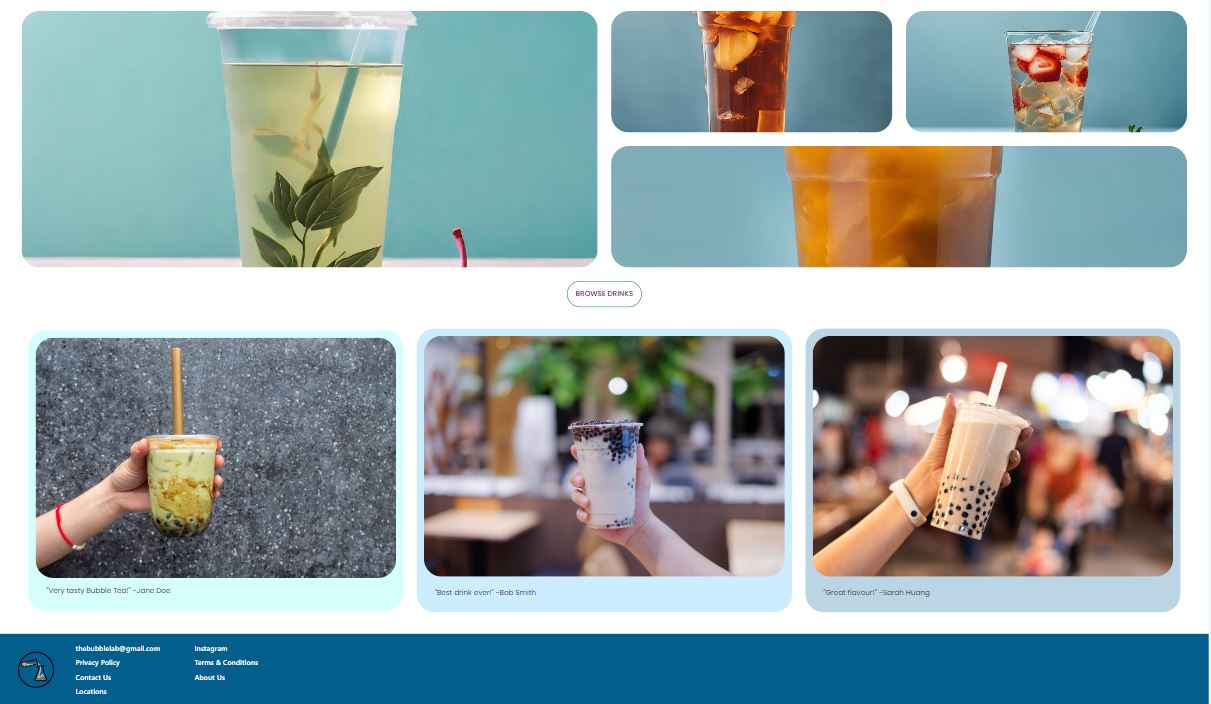 BROWSE DRINKS
"Very tasty Bubble Tea!" -Jane Doe
"Best drink ever!" -Bob Smith
"Great flavour!" -Sarah Huang
thebubblelab@gmail.com
Instagram
Privacy Policy
Terms & Conditions
Contact Us
About Us
Locations